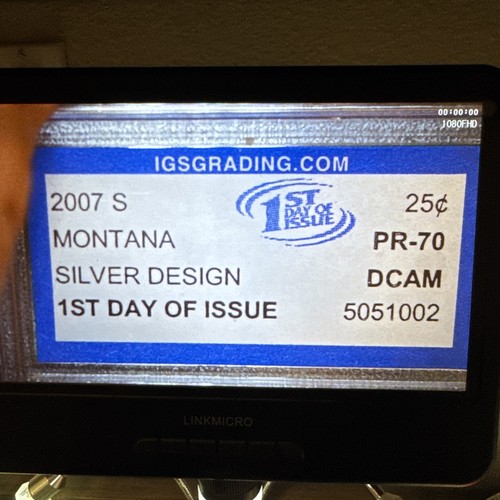 00:00:00
1080FHD
IGSGRADING.COM
2007 S
1ST
DAY OF
ISSUE
25¢
MONTANA
PR-70
SILVER DESIGN
DCAM
1ST DAY OF ISSUE
5051002
LINKMICRO